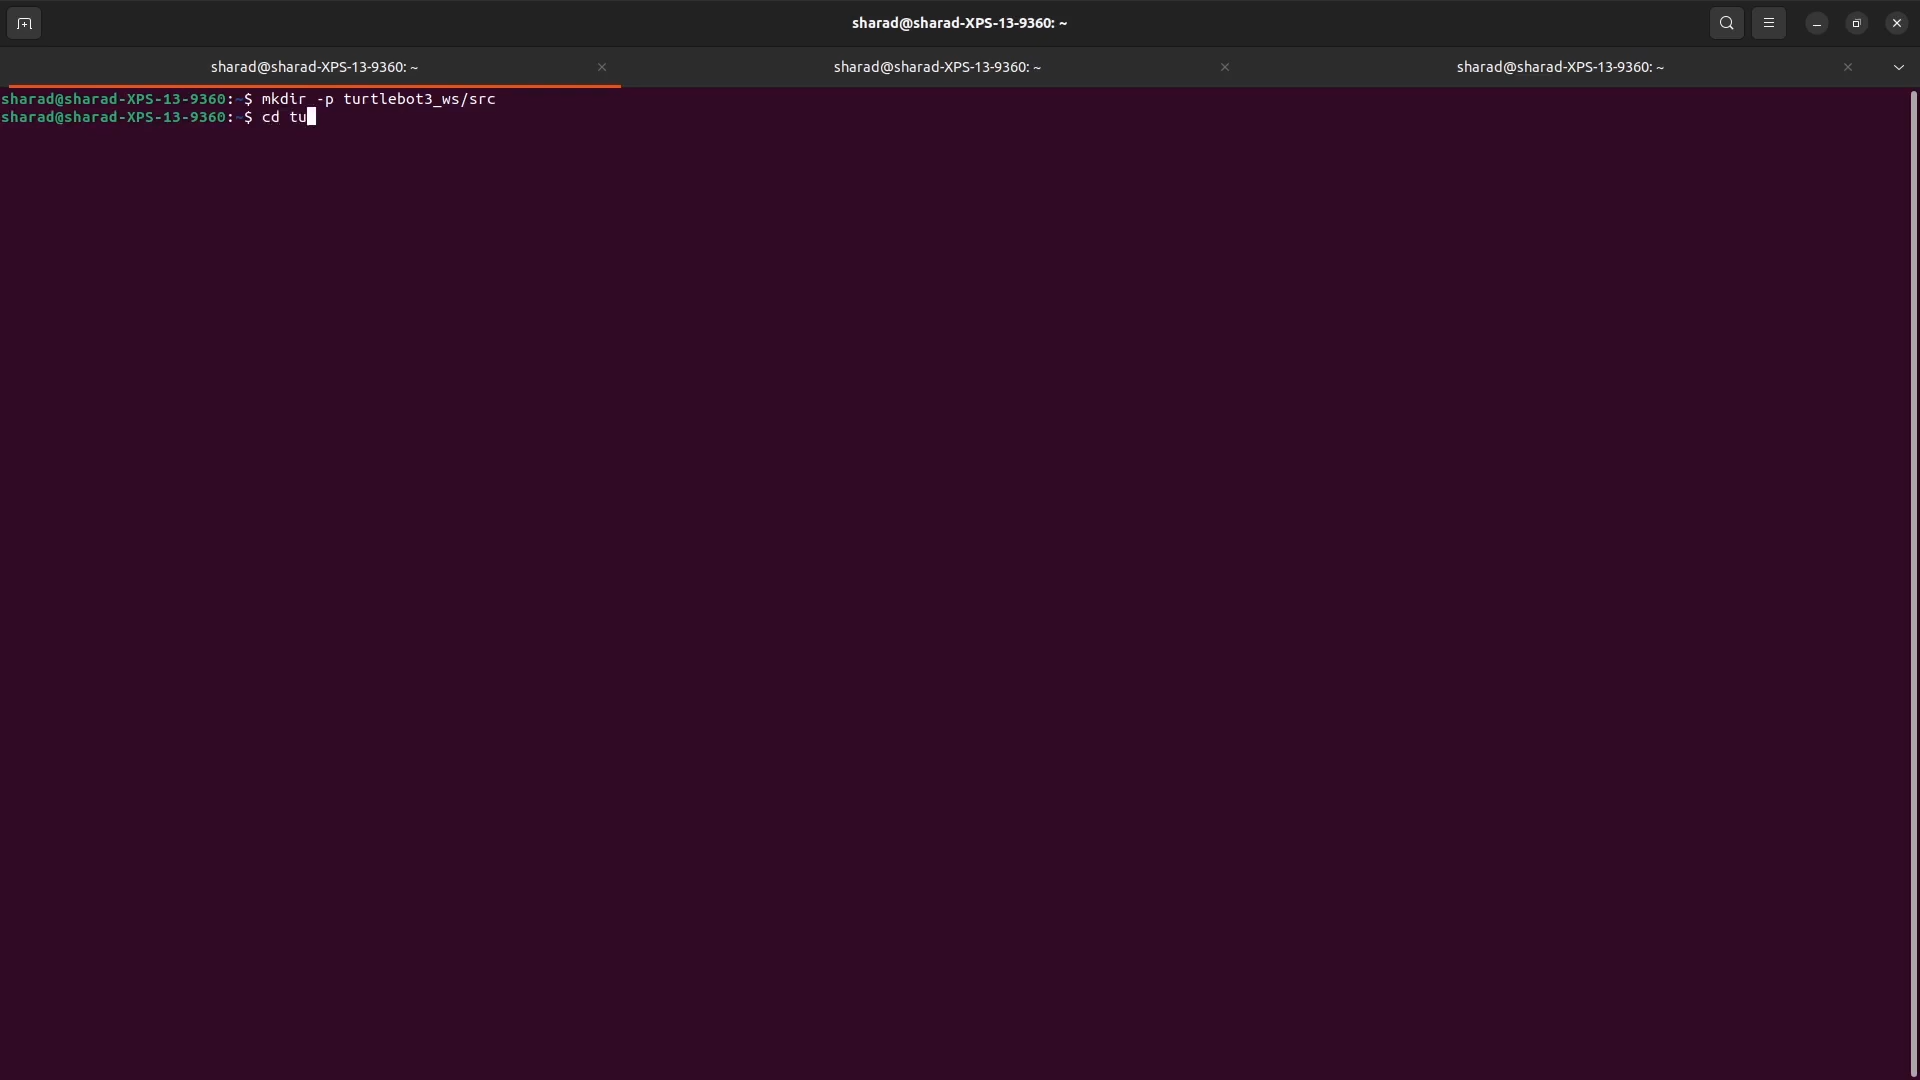 sharad@sharad-XPS-13-9360: ~
sharad@sharad-XPS-13-9360: ~ sharad@sharad-XPS-13-9360: ~ sharad@sharad-XPS-13-9360: ~
sharad@sharad-XPS-13-9360:~$ mkdir -p turtlebot3_ws/src
sharad@sharad-XPS-13-9360:~$ cd tu